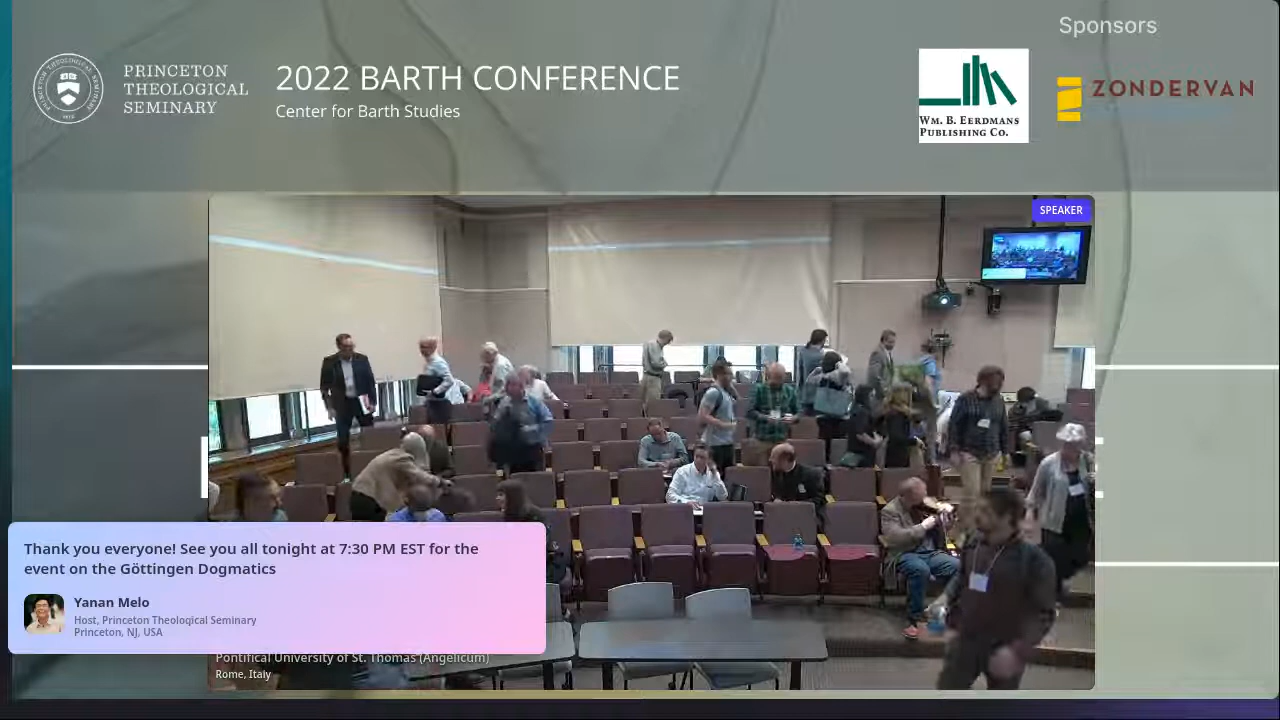 Sponsors
PRINCETON
THEOLOGICAL
SEMINARY
2022 BARTH CONFERENCE
Center for Barth Studies
WM. B. EERDMANS
PUBLISHING CO.
ZONDERVAN
SPEAKER
Thank you everyone! See you all tonight at 7:30 PM EST for the
event on the Göttingen Dogmatics
Yanan Melo
Host, Princeton Theological Seminary
Princeton, NJ, USA
Pontifical University of St. Thomas (Angelicum)
Rome, Italy